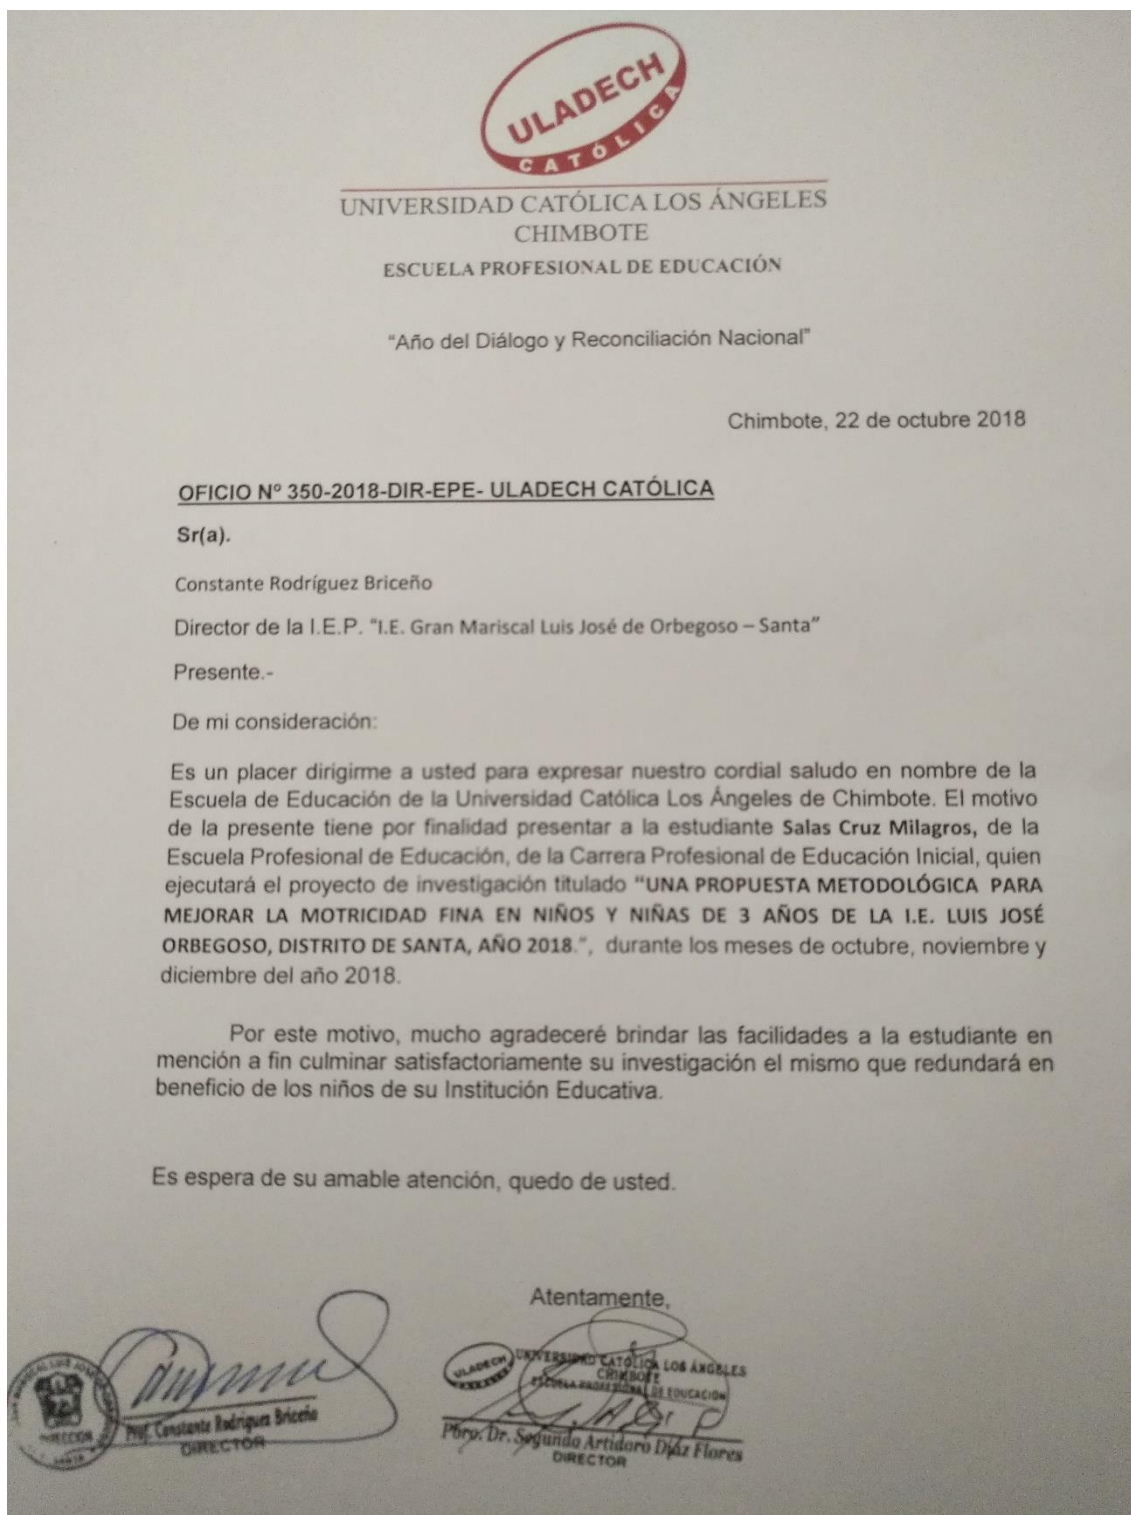 ULADECH
CATÓLICA
UNIVERSIDAD CATÓLICA LOS ÁNGELES
CHIMBOTE
ESCUELA PROFESIONAL DE EDUCACIÓN
“Año del Diálogo y Reconciliación Nacional”
Chimbote, 22 de octubre 2018
OFICIO Nº 350-2018-DIR-EPE- ULADECH CATÓLICA
Sr(a).
Constante Rodríguez Briceño
Director de la I.E.P. “I.E. Gran Mariscal Luis José de Orbegoso – Santa”
Presente.-
De mi consideración:
Es un placer dirigirme a usted para expresar nuestro cordial saludo en nombre de la
Escuela de Educación de la Universidad Católica Los Ángeles de Chimbote. El motivo
de la presente tiene por finalidad presentar a la estudiante Salas Cruz Milagros, de la
Escuela Profesional de Educación, de la Carrera Profesional de Educación Inicial, quien
ejecutará el proyecto de investigación titulado “UNA PROPUESTA METODOLÓGICA PARA
MEJORAR LA MOTRICIDAD FINA EN NIÑOS Y NIÑAS DE 3 AÑOS DE LA I.E. LUIS JOSÉ
ORBEGOSO, DISTRITO DE SANTA, AÑO 2018.”, durante los meses de octubre, noviembre y
diciembre del año 2018.
Por este motivo, mucho agradeceré brindar las facilidades a la estudiante en
mención a fin culminar satisfactoriamente su investigación el mismo que redundará en
beneficio de los niños de su Institución Educativa.
Es espera de su amable atención, quedo de usted.
Atentamente,
ULADECH
UNIVERSIDAD CATÓLICA LOS ÁNGELES
CHIMBOTE
ESCUELA PROFESIONAL DE EDUCACIÓN
Pbro. Dr. Segundo Artidoro Díaz Flores
DIRECTOR
Prof. Constante Rodríguez Briceño
DIRECTOR
DIRECCION
SANTA